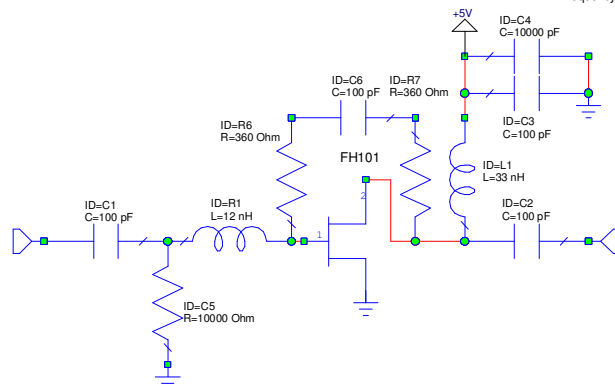 +5V
ID=C4
C=10000 pF
ID=C6
C=100 pF
ID=R7
R=360 Ohm
ID=C3
C=100 pF
ID=R6
R=360 Ohm
FH101
ID=L1
L=33 nH
2
ID=C1
C=100 pF
ID=R1
L=12 nH
ID=C2
C=100 pF
1
ID=C5
R=10000 Ohm